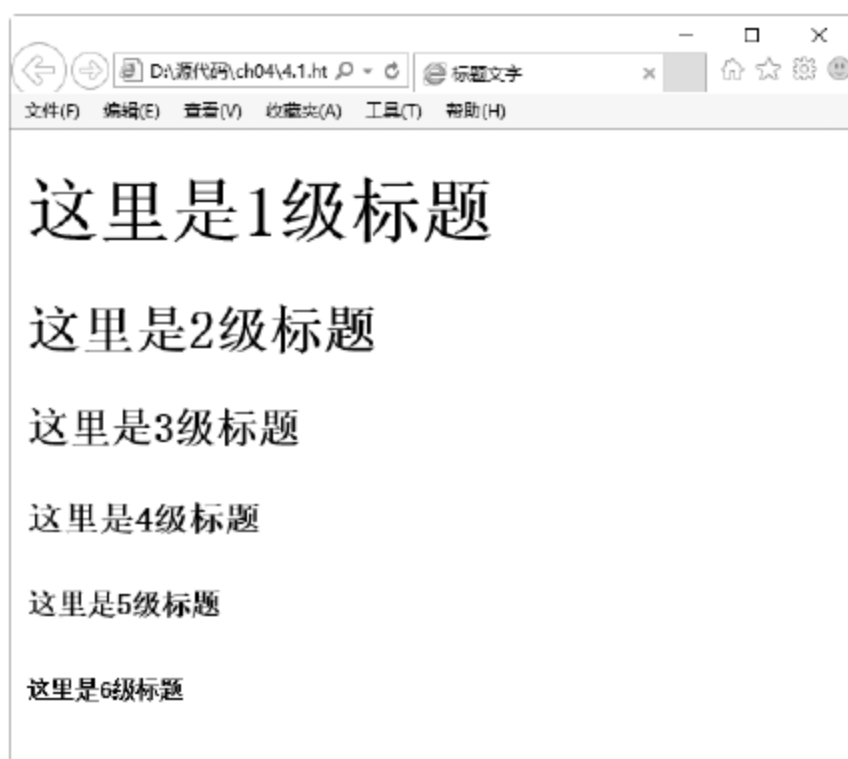 D:\源代码\ch04\4.1.ht 标题文字
文件(F) 编辑(E) 查看(V) 收藏夹(A) 工具(T) 帮助(H)
这里是1级标题
这里是2级标题
这里是3级标题
这里是4级标题
这里是5级标题
这里是6级标题